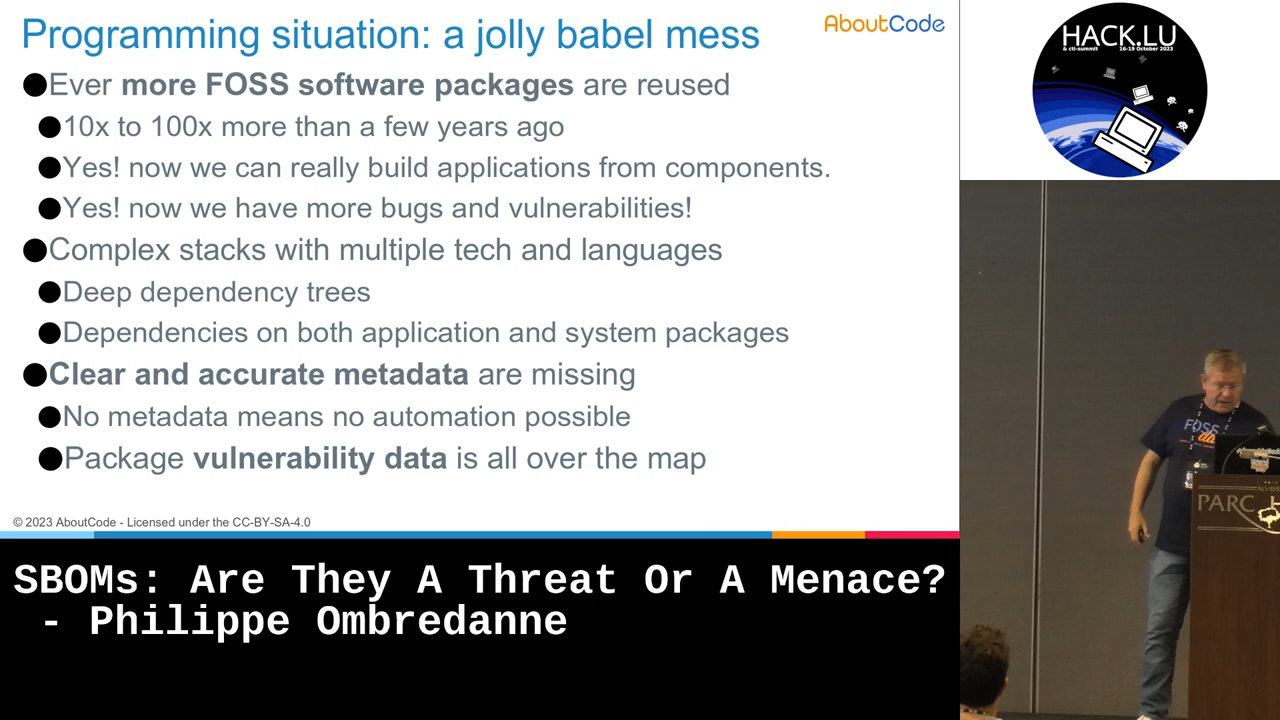 Programming situation: a jolly babel mess
AboutCode
●Ever more FOSS software packages are reused
●10x to 100x more than a few years ago
●Yes! now we can really build applications from components.
●Yes! now we have more bugs and vulnerabilities!
●Complex stacks with multiple tech and languages
●Deep dependency trees
●Dependencies on both application and system packages
●Clear and accurate metadata are missing
●No metadata means no automation possible
●Package vulnerability data is all over the map
© 2023 AboutCode - Licensed under the CC-BY-SA-4.0
SBOMs: Are They A Threat Or A Menace?
- Philippe Ombredanne
HACK.LU
& cti-summit 16-19 October 2023
FOSS
PARC H